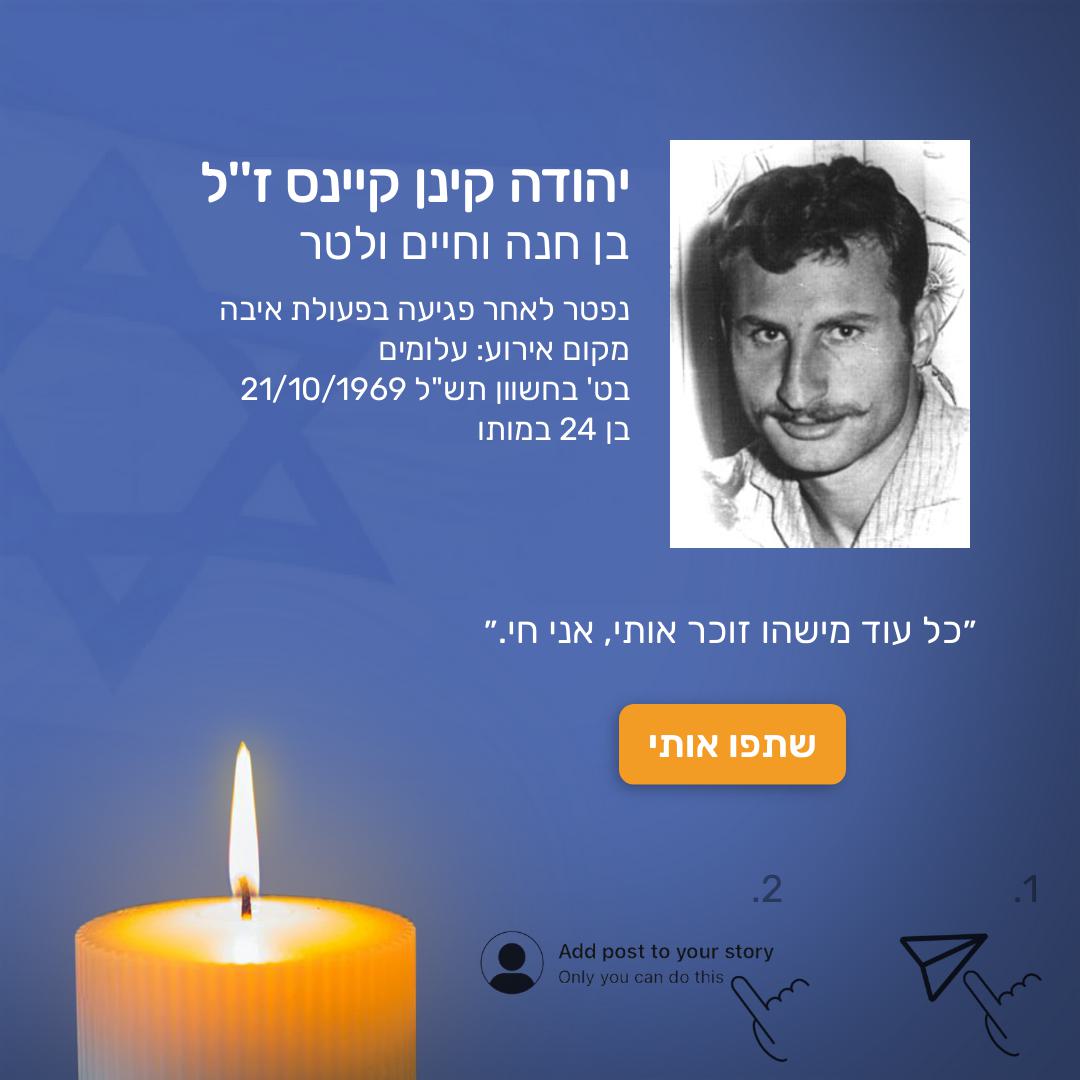 יהודה קינן קיינס ז"ל
בן חנה וחיים ולטר
נפטר לאחר פגיעה בפעולת איבה
מקום אירוע: עלומים
בט' בחשוון תש"ל 21/10/1969
בן 24 במותו
״כל עוד מישהו זוכר אותי, אני חי.״
שתפו אותי
1.
2.
Add post to your story
Only you can do this